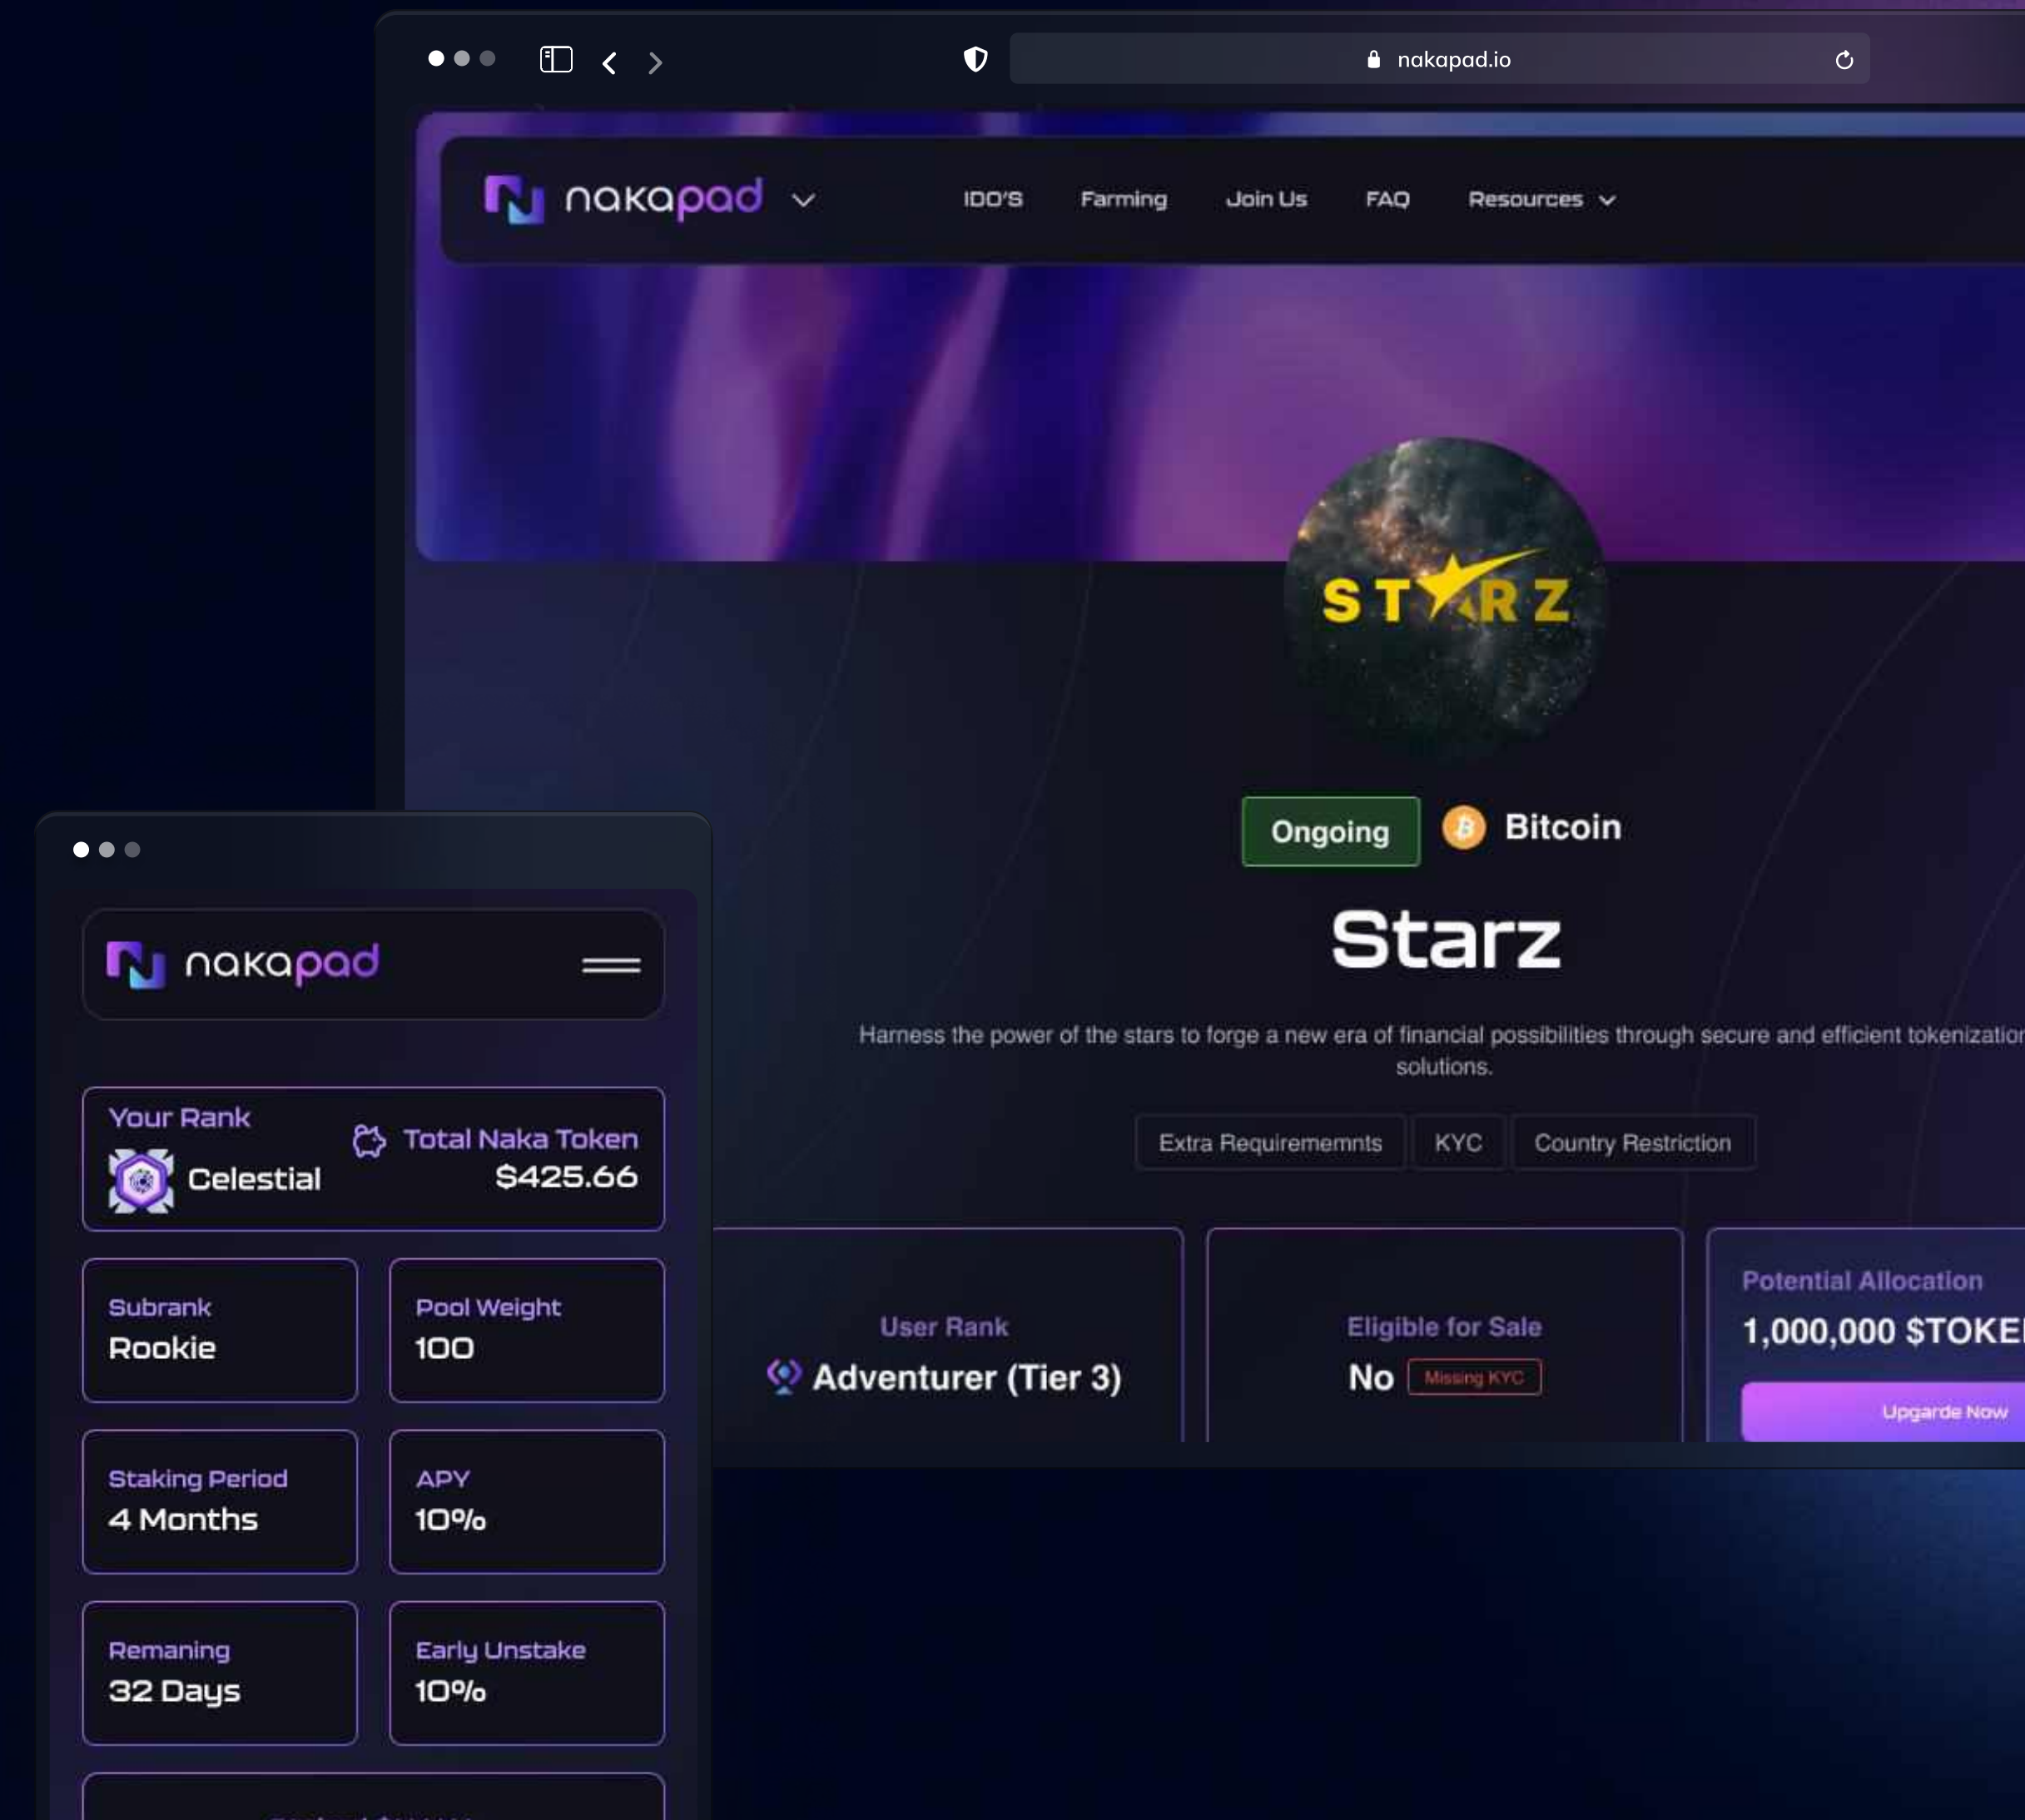 nakapad.io
nakapad
IDO'S Farming Join Us FAQ Resources
STARZ
Ongoing Bitcoin
Starz
Harness the power of the stars to forge a new era of financial possibilities through secure and efficient tokenization
solutions.
Extra Requirememnts KYC Country Restriction
User Rank
Adventurer (Tier 3)
Eligible for Sale
No Missing KYC
Potential Allocation
1,000,000
Upgarde Now
nakapad
Your Rank
Celestial
Total Naka Token
$425.66
Subrank
Rookie
Pool Weight
100
Staking Period
4 Months
APY
10%
Remaning
32 Days
Early Unstake
10%